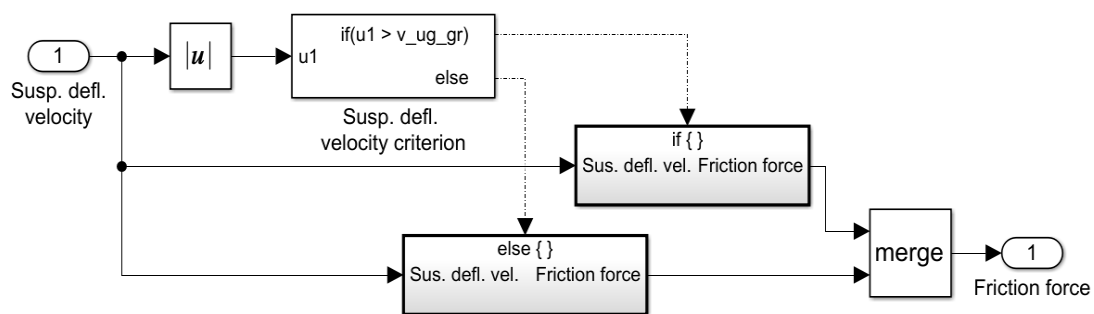 1
Susp. defl.
velocity
|u|
u1
if(u1 > v_ug_gr)
else
Susp. defl.
velocity criterion
if { }
Sus. defl. vel. Friction force
else { }
Sus. defl. vel. Friction force
merge
1
Friction force